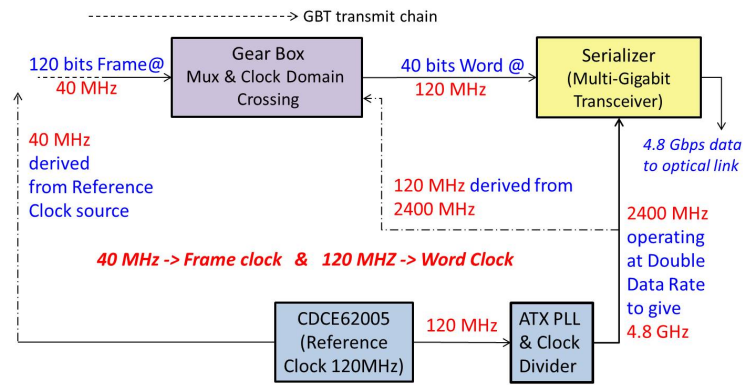 GBT transmit chain
120 bits Frame@
40 MHz
Gear Box
Mux & Clock Domain
Crossing
40 bits Word @
120 MHz
Serializer
(Multi-Gigabit
Transceiver)
4.8 Gbps data
to optical link
40 MHz
derived
from Reference
Clock source
120 MHz derived from
2400 MHz
2400 MHz
operating
at Double
Data Rate
to give
4.8 GHz
40 MHz -> Frame clock & 120 MHZ -> Word Clock
CDCE62005
(Reference
Clock 120MHz)
120 MHz
ATX PLL
& Clock
Divider